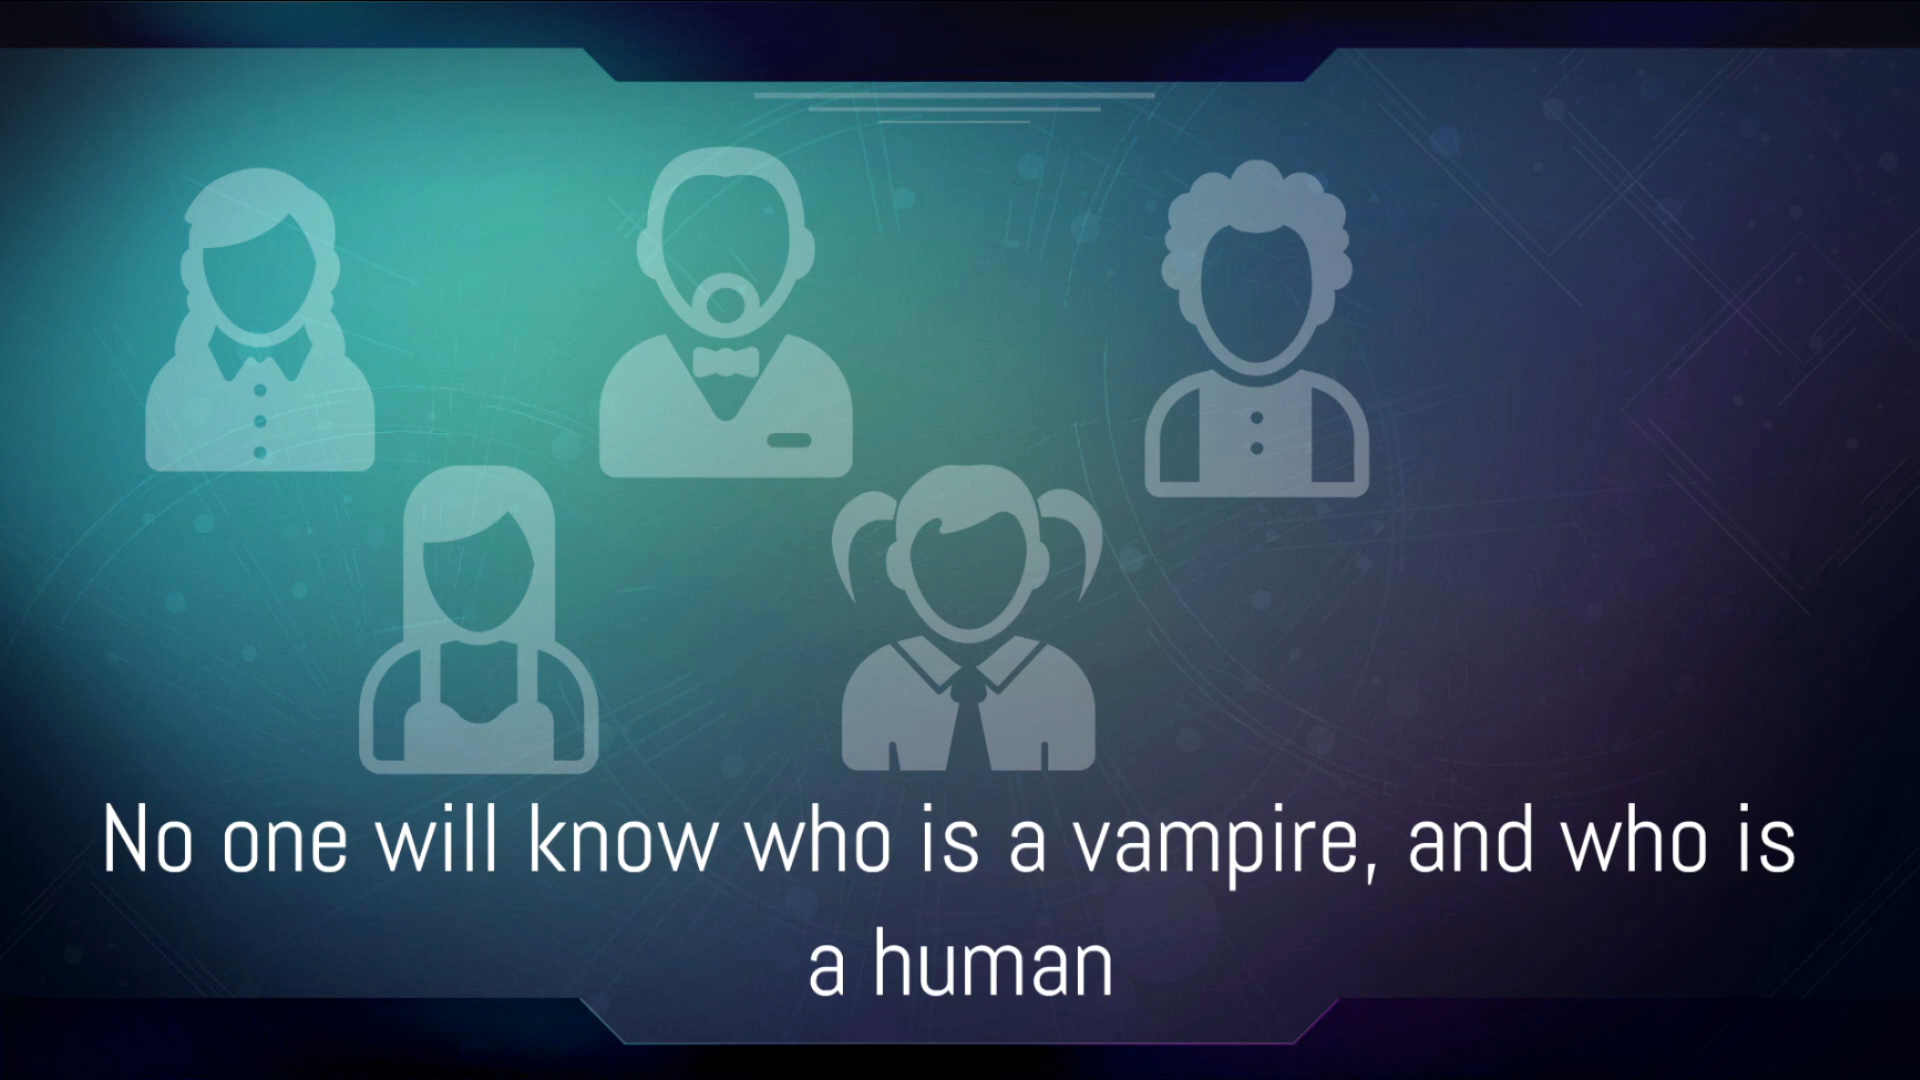 No one will know who is a vampire, and who is
a human